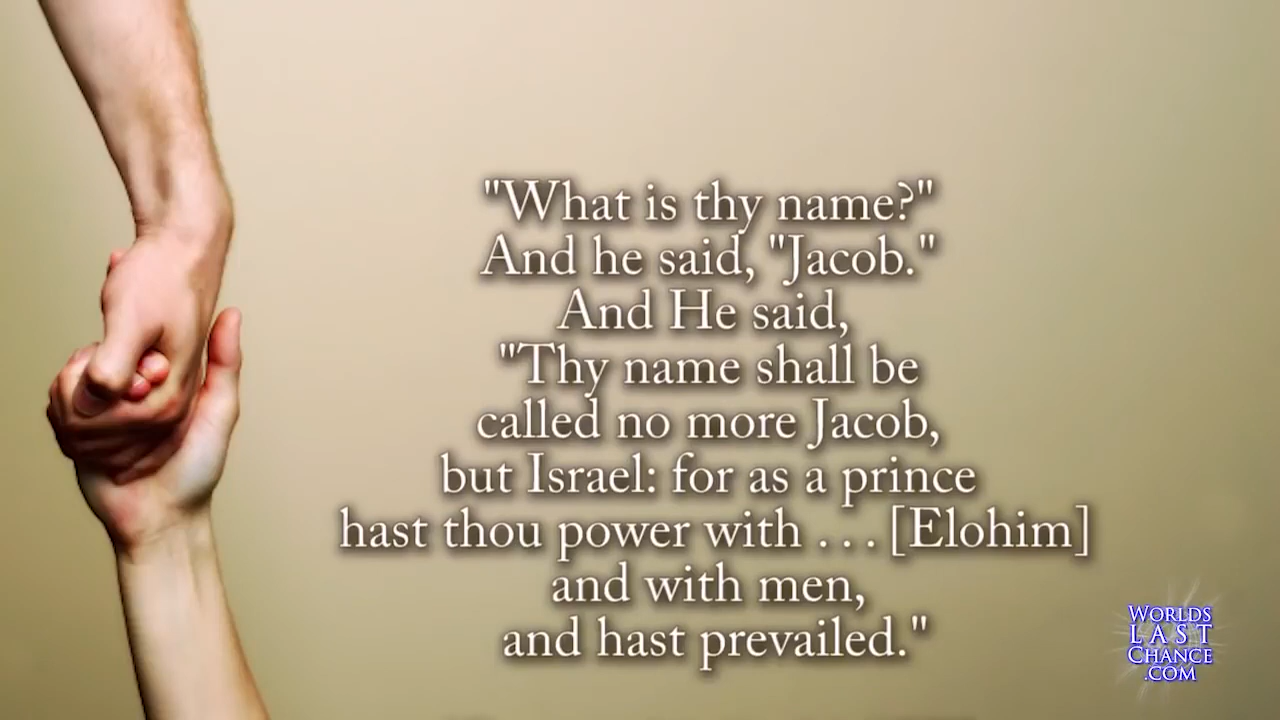 "What is thy name?"
And he said, "Jacob."
And He said,
"Thy name shall be
called no more Jacob,
but Israel: for as a prince
hast thou power with . . . [Elohim]
and with men,
and hast prevailed."
WORLDS
LAST
CHANCE
.COM